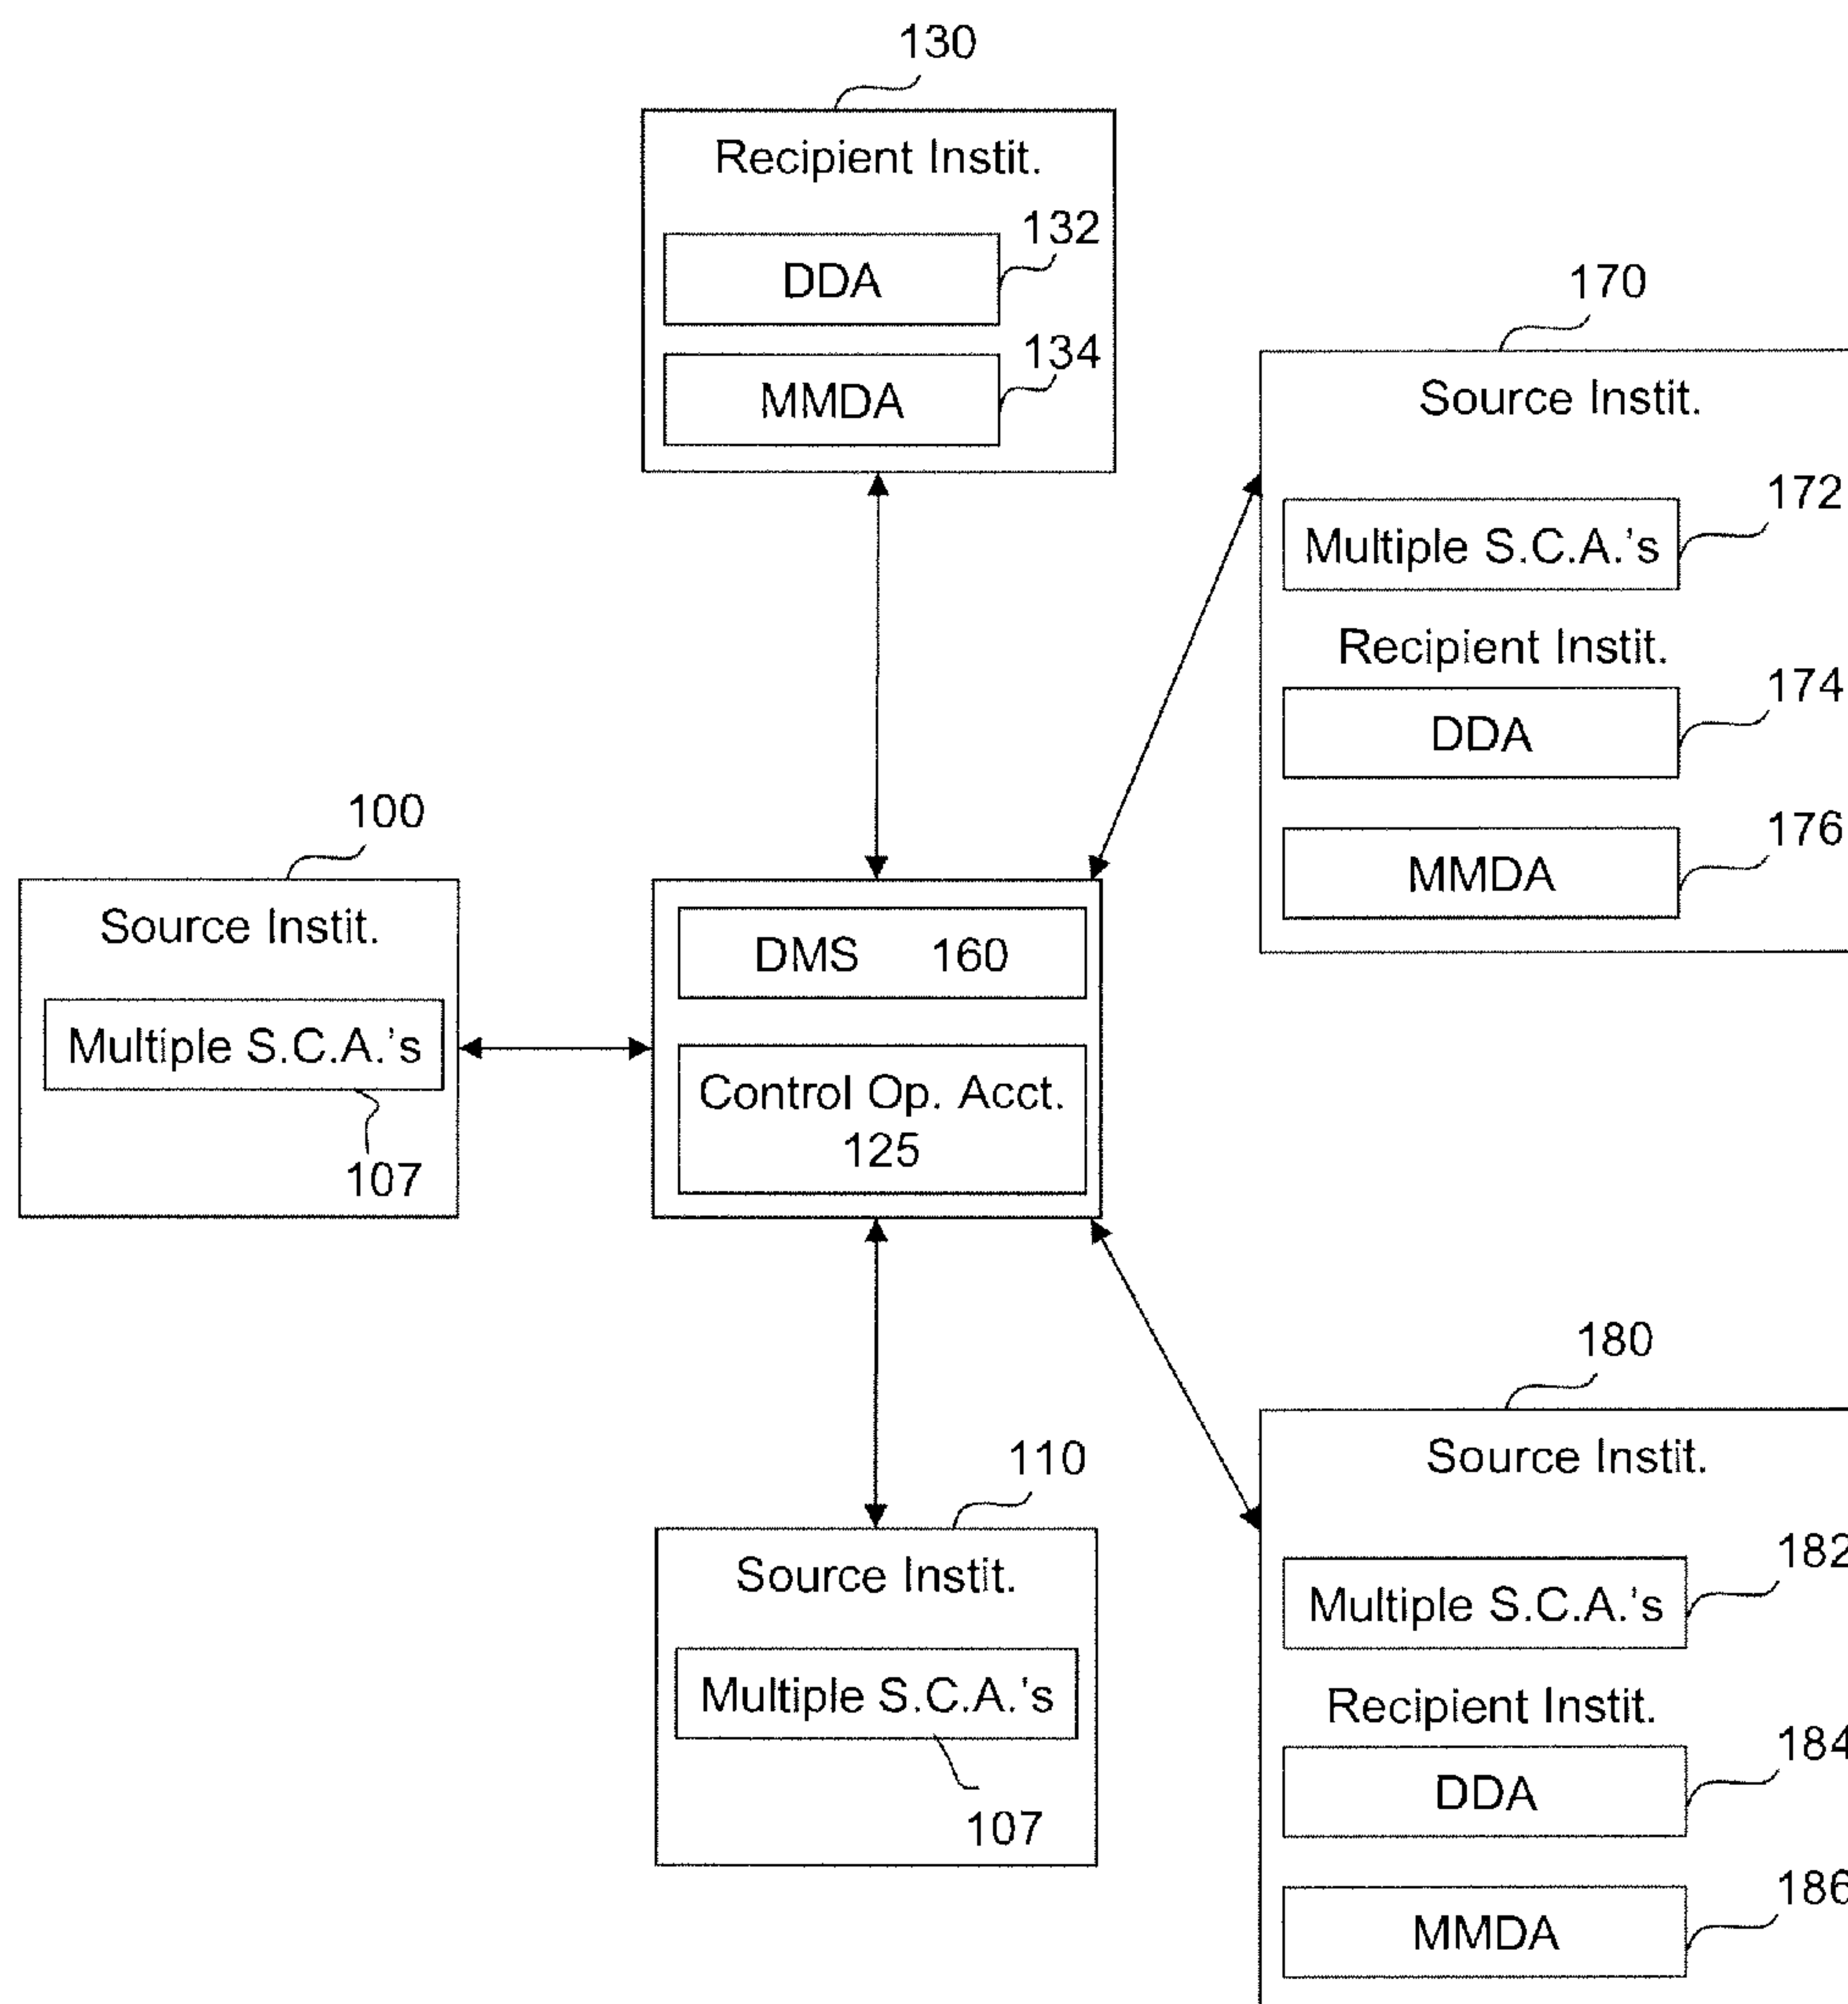 130
Recipient Instit.
132
DDA
134
MMDA
170
Source Instit.
172
Multiple S.C.A.'s
Recipient Instit.
174
DDA
176
MMDA
100
Source Instit.
Multiple S.C.A.'s
107
DMS 160
Control Op. Acct.
125
110
Source Instit.
Multiple S.C.A.'s
107
180
Source Instit.
182
Multiple S.C.A.'s
Recipient Instit.
184
DDA
186
MMDA